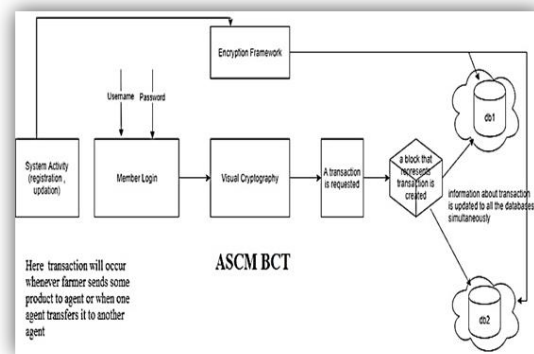 Encryption Framework
Username Password
db1
System Activity
(registration ,
updation)
Member Login
Visual Cryptography
A transaction
is requested
a block that
represents
transaction is
created
information about transaction
is updated to all the databases
simultaneously
Here transaction will occur
whenever farmer sends some
product to agent or when one
agent transfers it to another
agent
ASCM BCT
db2